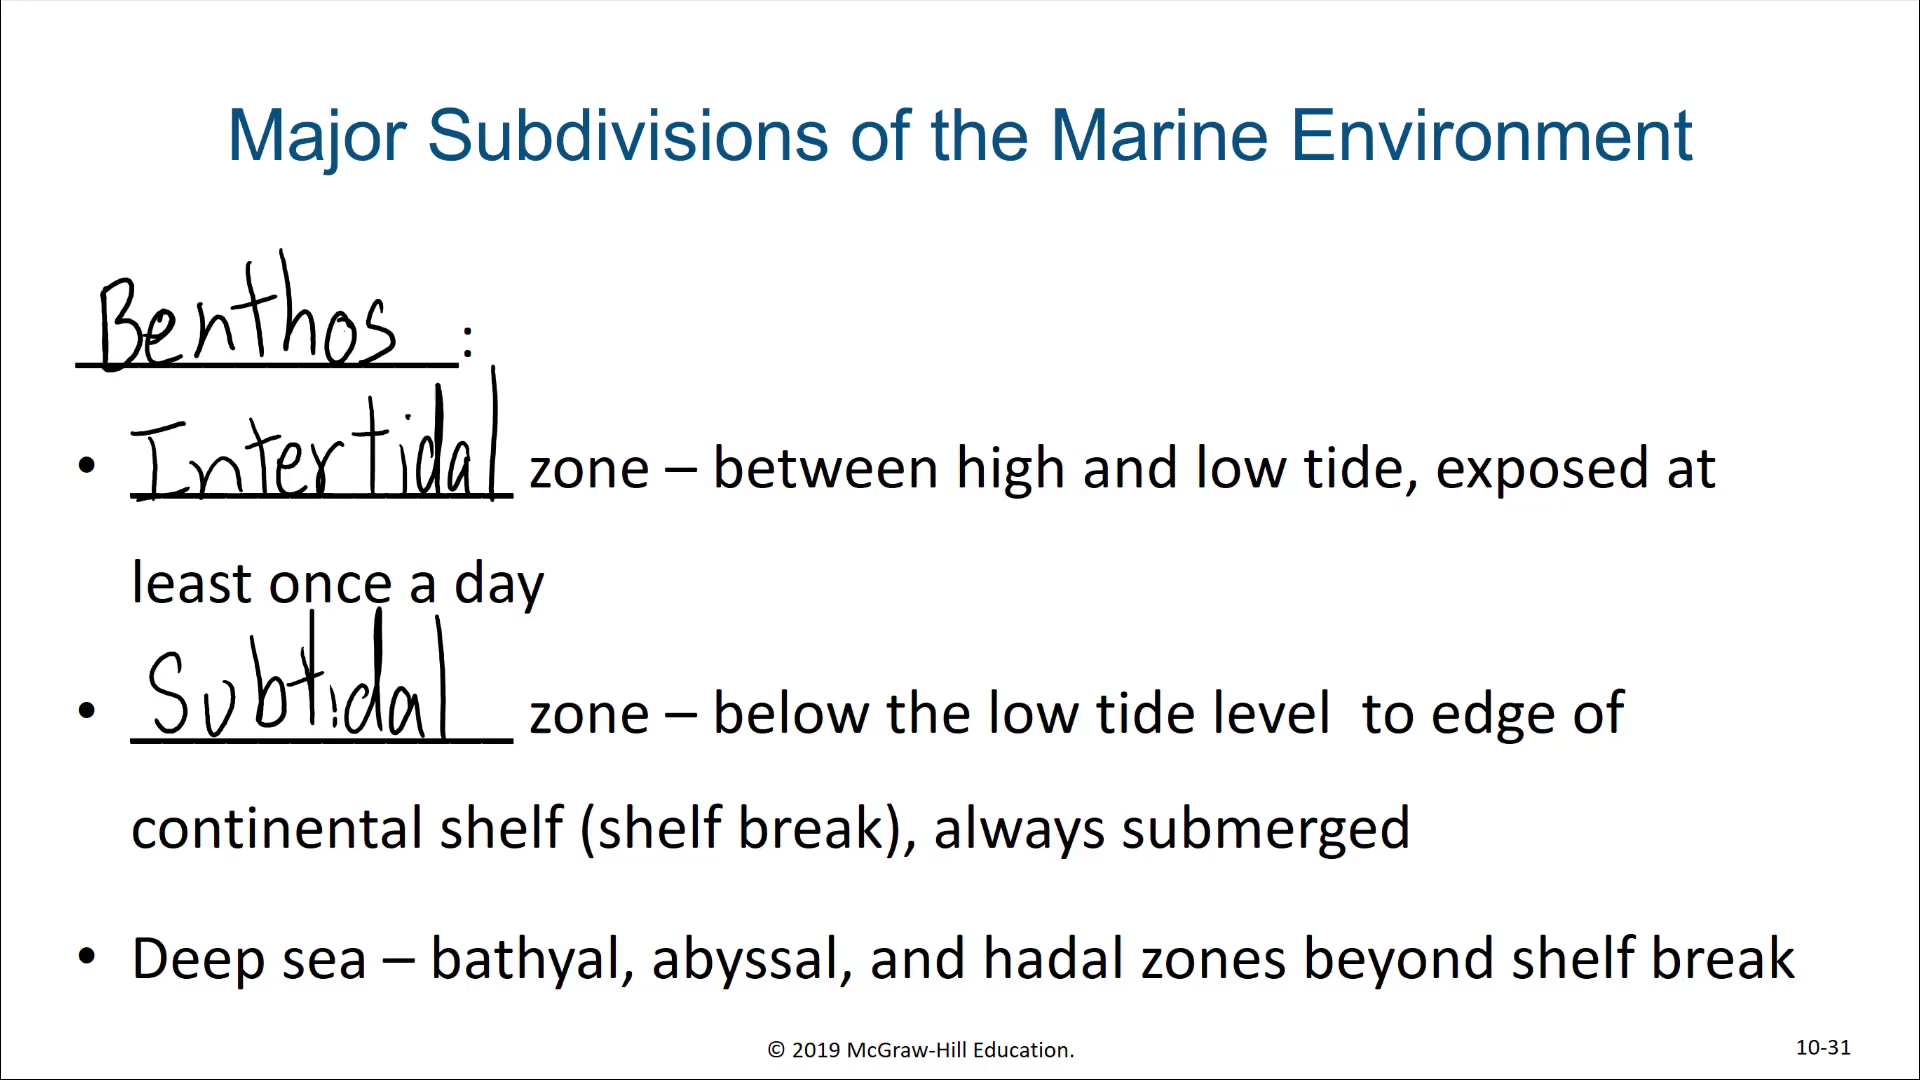 Major Subdivisions of the Marine Environment
Benthos:
• Intertidal zone – between high and low tide, exposed at
least once a day
• Subtidal zone – below the low tide level to edge of
continental shelf (shelf break), always submerged
• Deep sea – bathyal, abyssal, and hadal zones beyond shelf break
© 2019 McGraw-Hill Education.
10-31